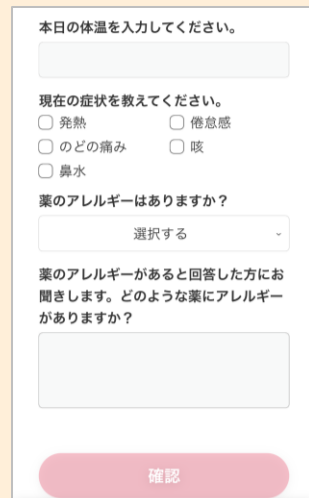 本日の体温を入力してください。
現在の症状を教えてください。
発熱 倦怠感
のどの痛み 咳
鼻水
薬のアレルギーはありますか？
選択する
薬のアレルギーがあると回答した方にお
聞きします。どのような薬にアレルギー
がありますか？
確認